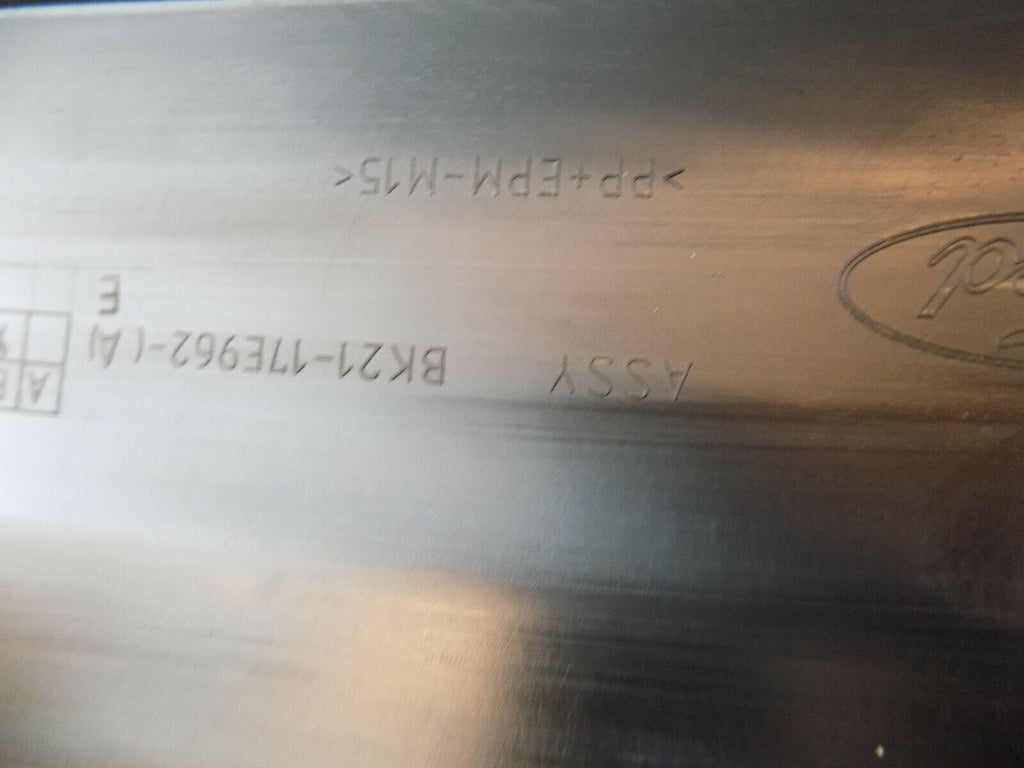 ASSY BK21-17E962-(A) A
E
>PP+EPM-M15<